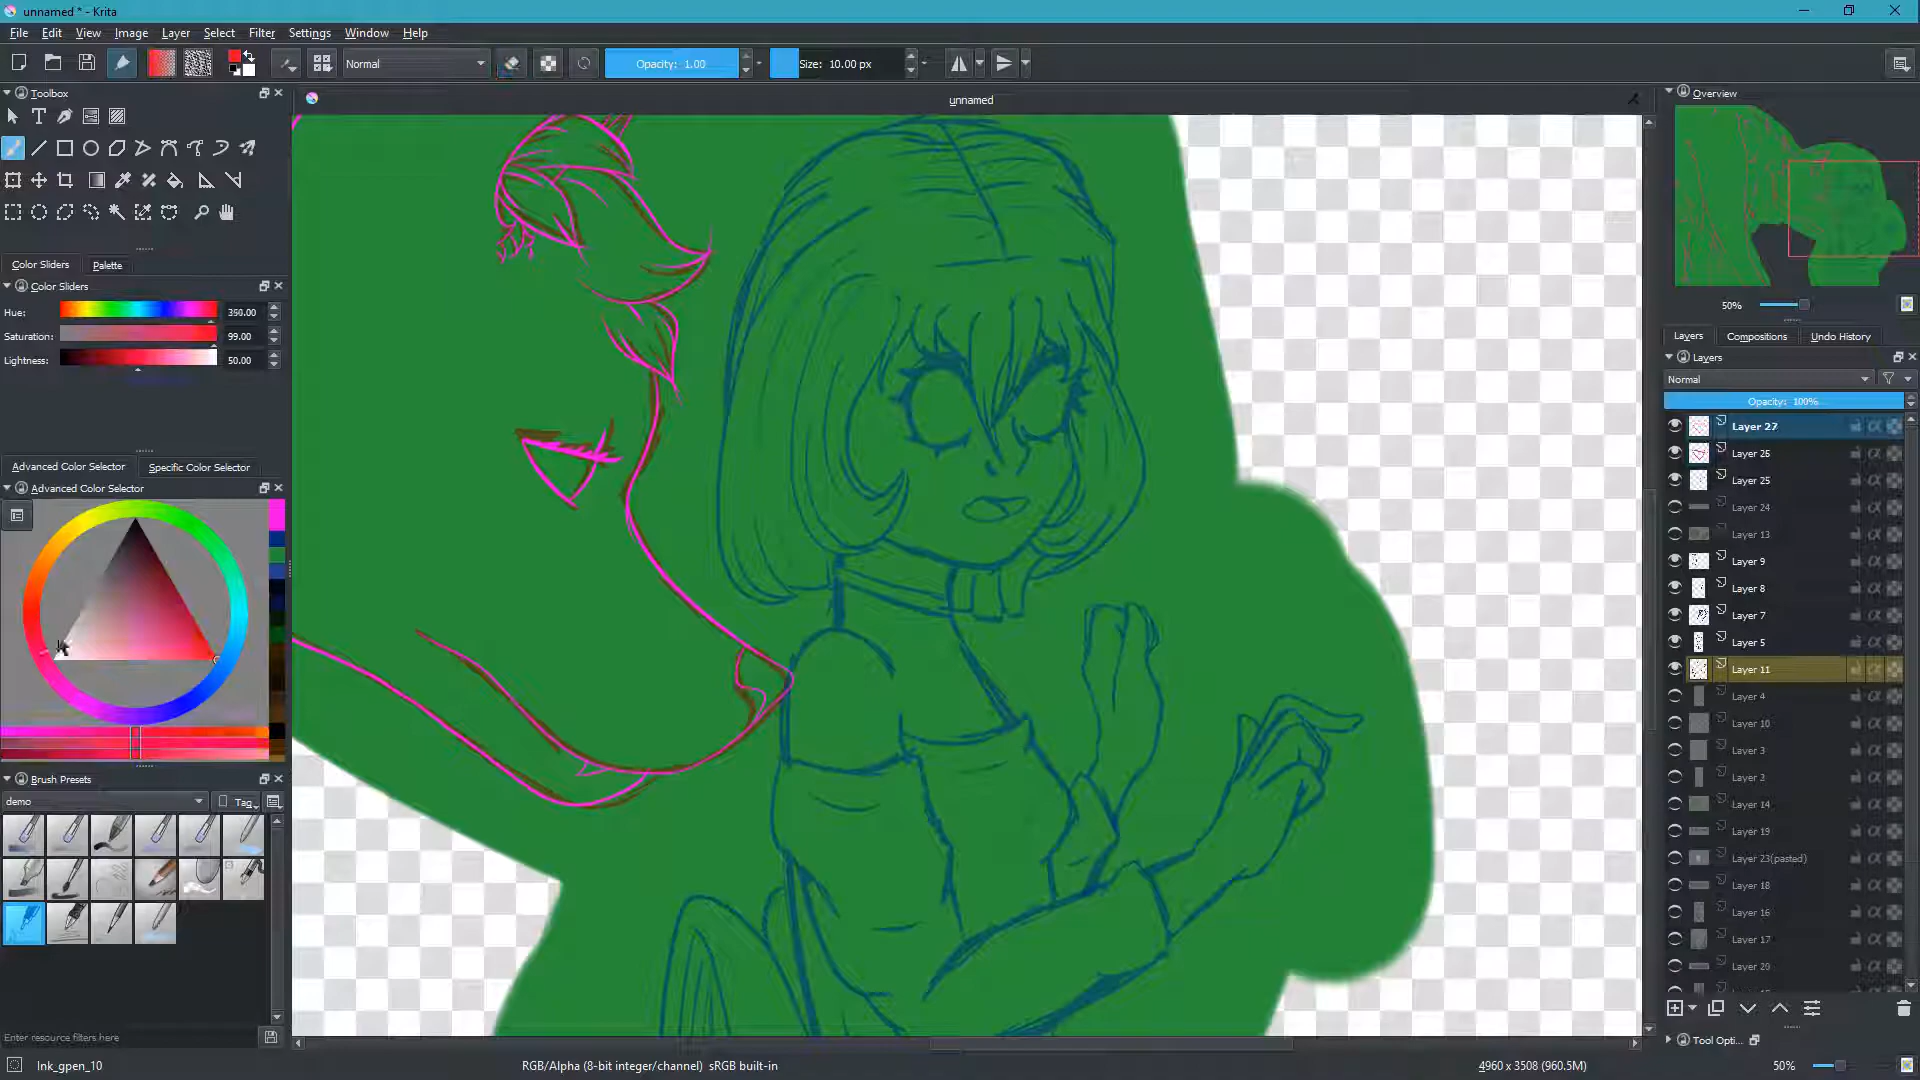 unnamed * - Krita
File Edit View Image Layer Select Filter Settings Window Help
Normal
Opacity: 1.00
Size: 10.00 px
Toolbox
unnamed
Overview
Color Sliders Palette
Color Sliders
Hue: 350.00
Saturation: 99.00
Lightness: 50.00
50%
Layers Compositions Undo History
Layers
Normal
Opacity: 100%
Layer 27
Layer 26
Layer 25
Layer 24
Layer 13
Layer 9
Layer 8
Layer 7
Layer 5
Layer 11
Layer 4
Layer 10
Layer 3
Layer 2
Layer 14
Layer 19
Layer 23(pasted)
Layer 18
Layer 16
Layer 17
Layer 20
Advanced Color Selector Specific Color Selector
Advanced Color Selector
Brush Presets
demo
Tag
Enter resource filters here
Tool Opti...
Ink_gpen_10
RGB/Alpha (8-bit integer/channel) sRGB built-in
4960 x 3508 (960.5M)
50%